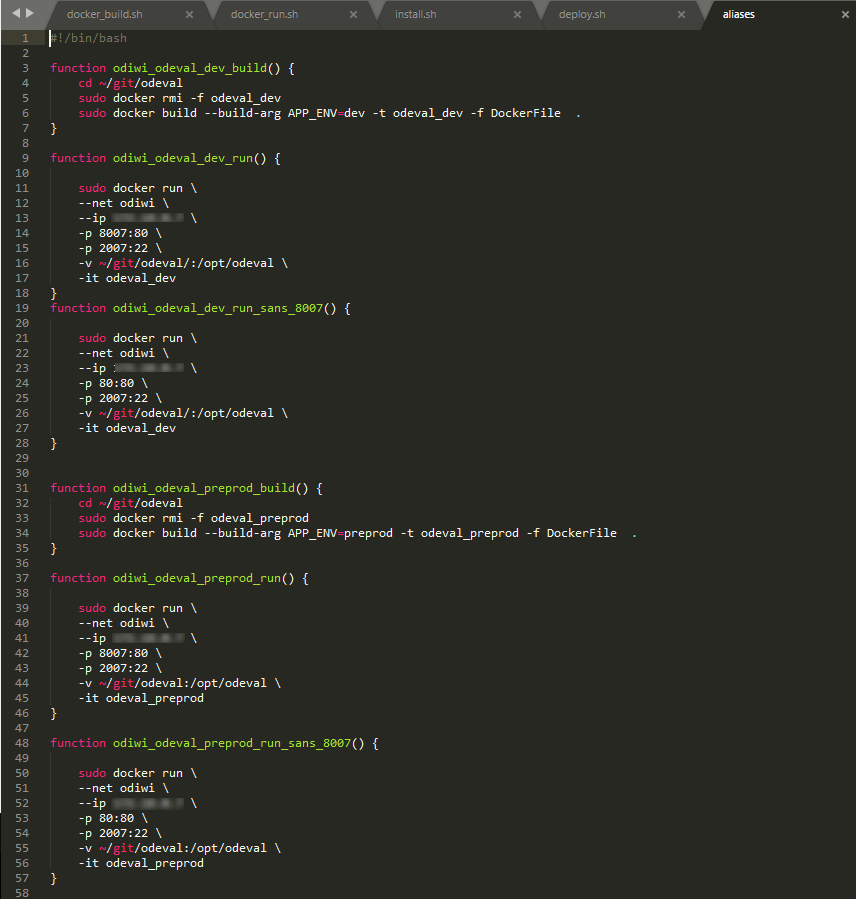 docker_build.sh × docker_run.sh × install.sh × deploy.sh × aliases ×
1 #!/bin/bash
2
3 function odiwi_odeval_dev_build() {
4 cd ~/git/odeval
5 sudo docker rmi -f odeval_dev
6 sudo docker build --build-arg APP_ENV=dev -t odeval_dev -f DockerFile .
7 }
8
9 function odiwi_odeval_dev_run() {
10
11 sudo docker run \
12 --net odiwi \
13 --ip \
14 -p 8007:80 \
15 -p 2007:22 \
16 -v ~/git/odeval/:/opt/odeval \
17 -it odeval_dev
18 }
19 function odiwi_odeval_dev_run_sans_8007() {
20
21 sudo docker run \
22 --net odiwi \
23 --ip \
24 -p 80:80 \
25 -p 2007:22 \
26 -v ~/git/odeval/:/opt/odeval \
27 -it odeval_dev
28 }
29
30
31 function odiwi_odeval_preprod_build() {
32 cd ~/git/odeval
33 sudo docker rmi -f odeval_preprod
34 sudo docker build --build-arg APP_ENV=preprod -t odeval_preprod -f DockerFile .
35 }
36
37 function odiwi_odeval_preprod_run() {
38
39 sudo docker run \
40 --net odiwi \
41 --ip \
42 -p 8007:80 \
43 -p 2007:22 \
44 -v ~/git/odeval:/opt/odeval \
45 -it odeval_preprod
46 }
47
48 function odiwi_odeval_preprod_run_sans_8007() {
49
50 sudo docker run \
51 --net odiwi \
52 --ip \
53 -p 80:80 \
54 -p 2007:22 \
55 -v ~/git/odeval:/opt/odeval \
56 -it odeval_preprod
57 }
58